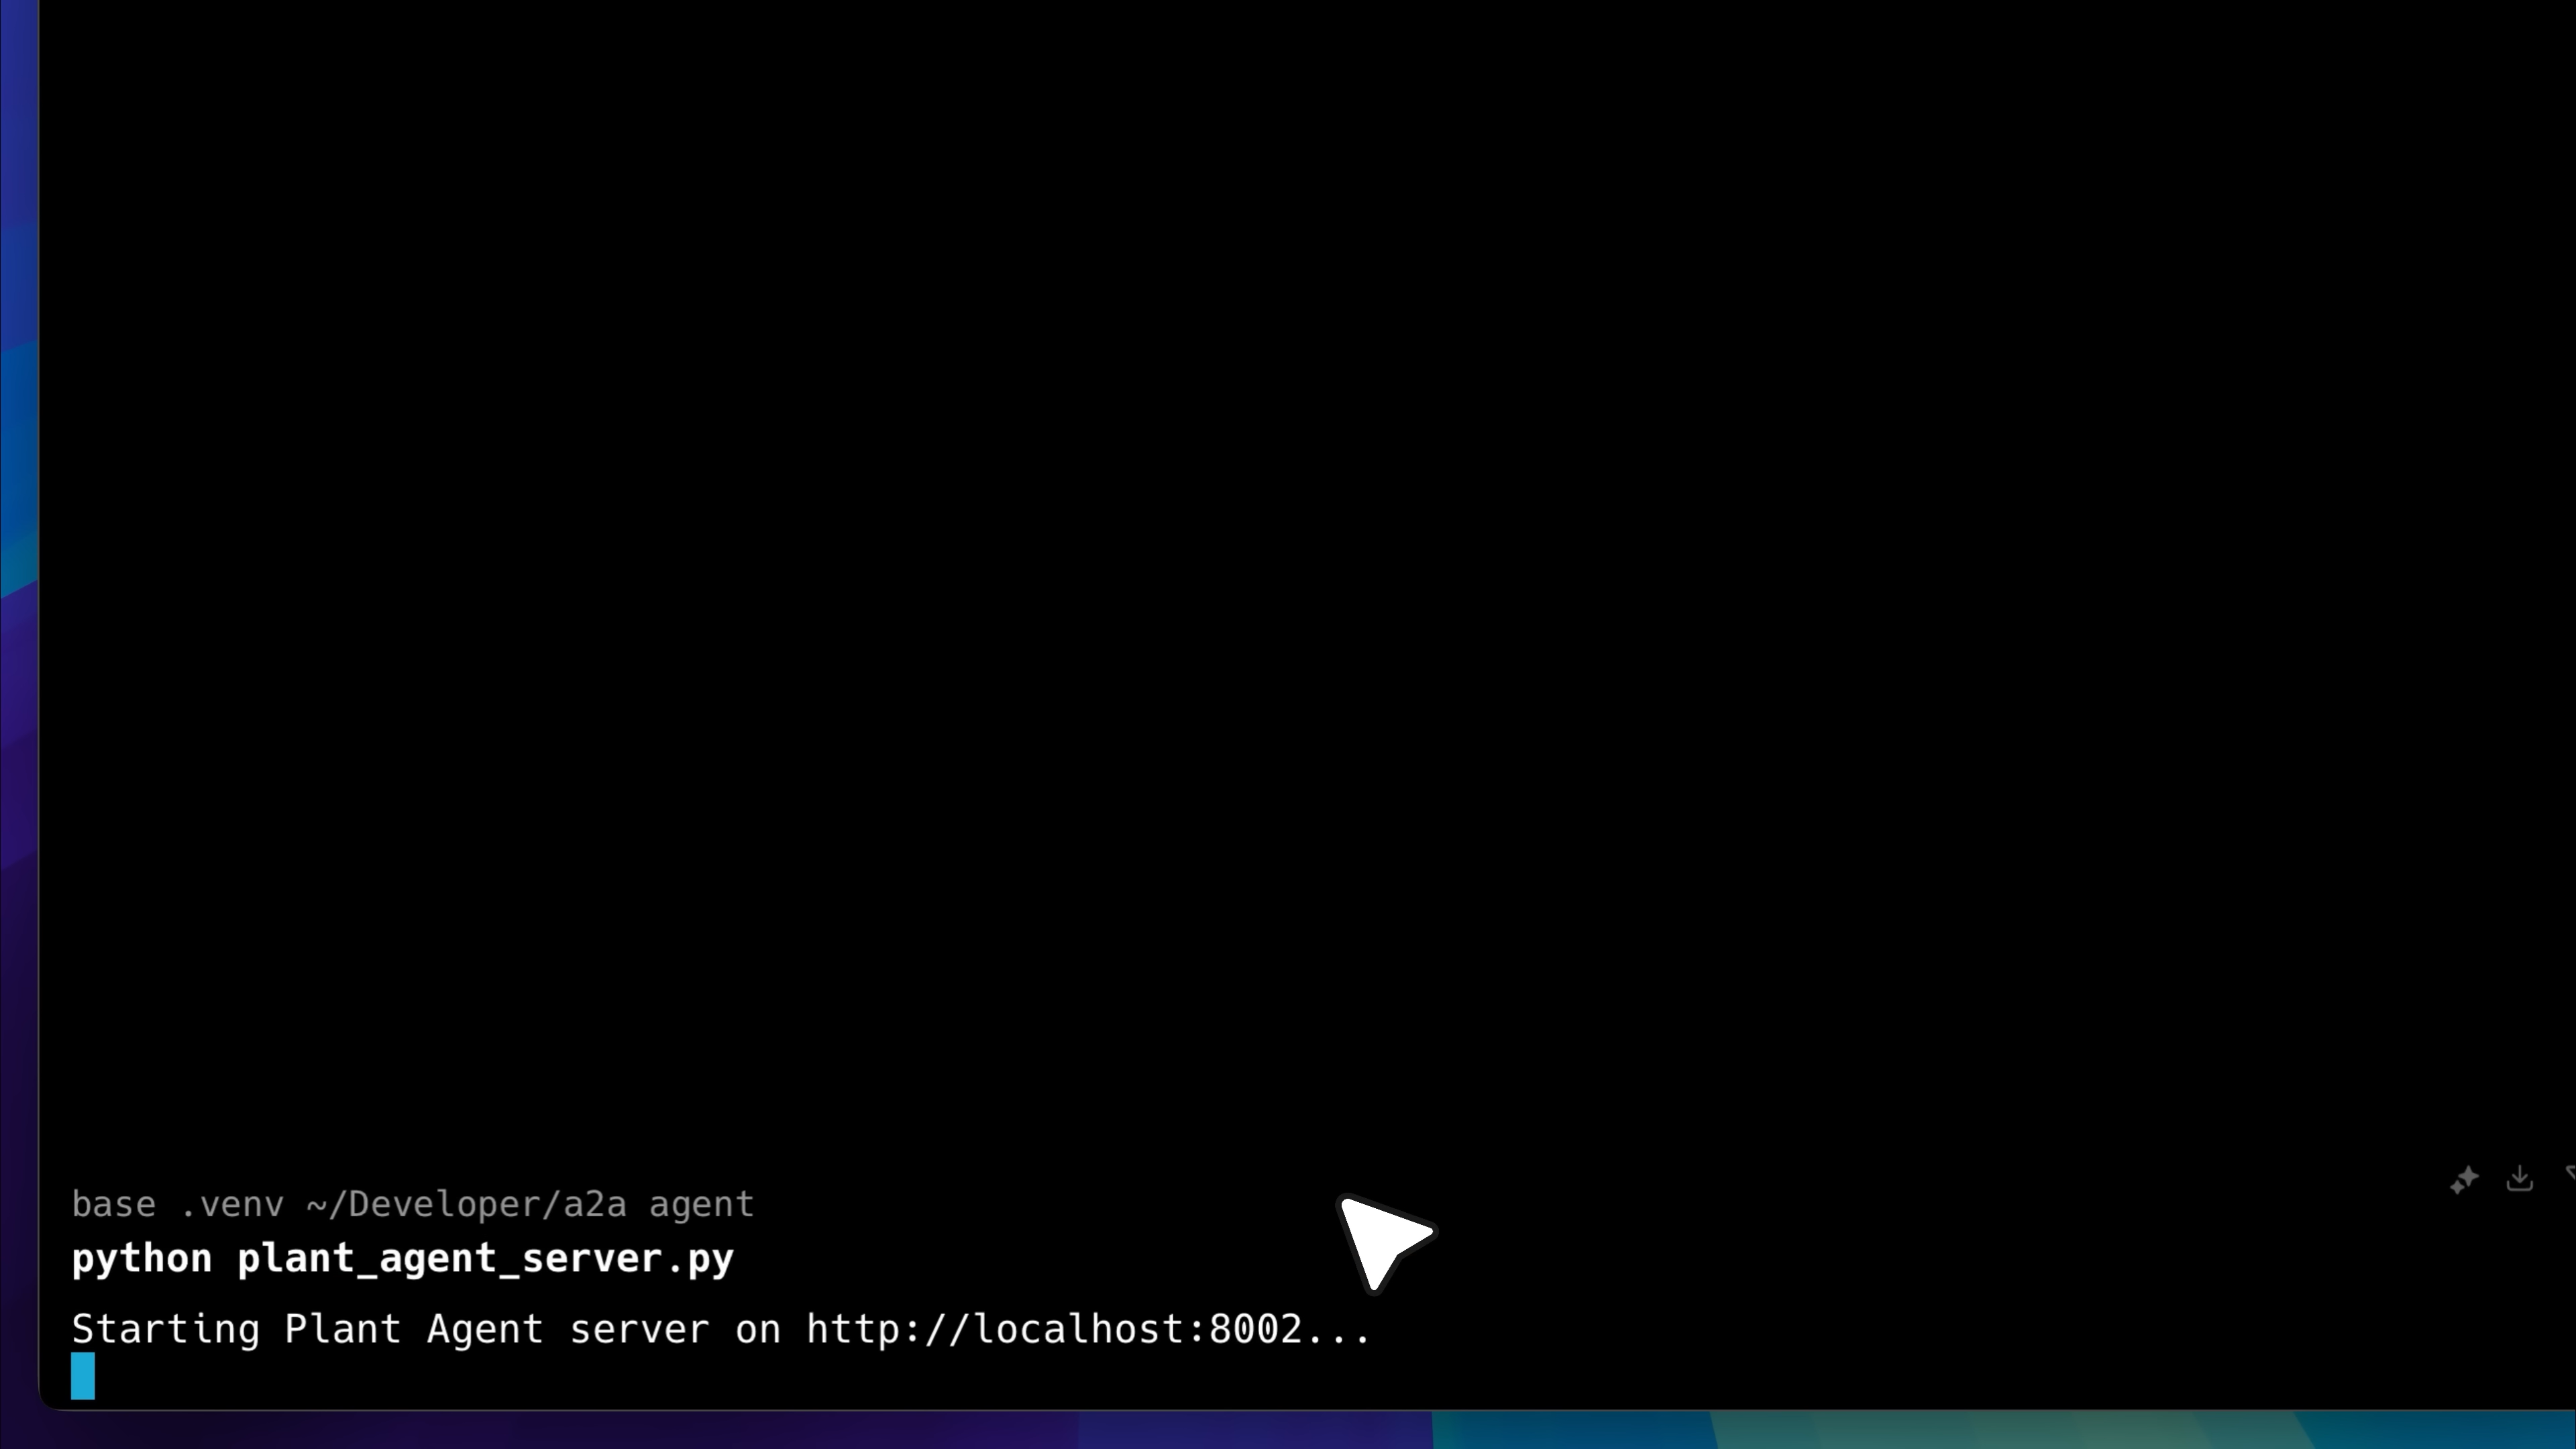 base .venv ~/Developer/a2a agent
python plant_agent_server.py
Starting Plant Agent server on http://localhost:8002...